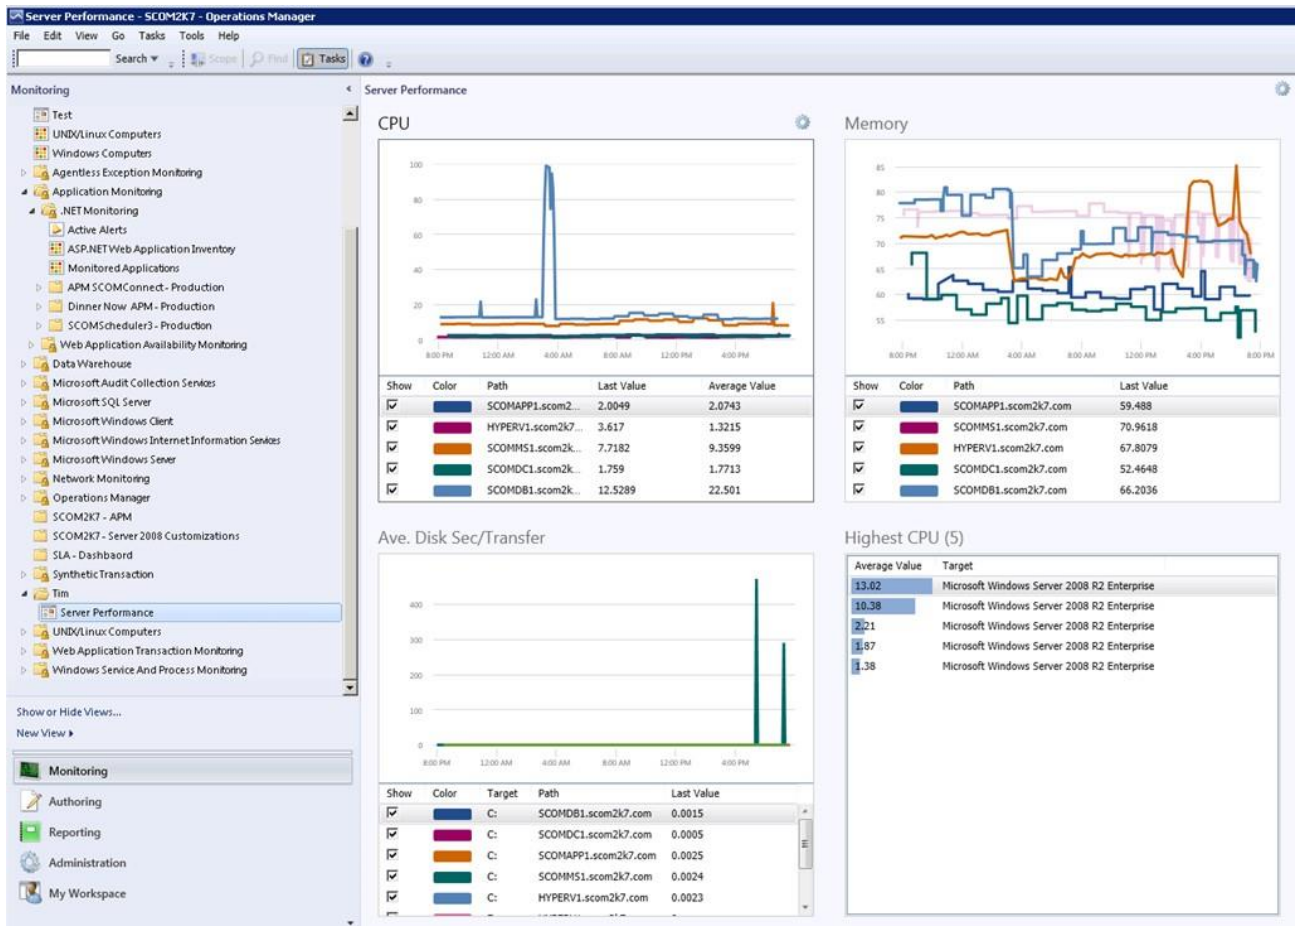 Server Performance - SCOM2K7 - Operations Manager
File Edit View Go Tasks Tools Help
Search Scope Find Tasks
Monitoring
Test
UNIX/Linux Computers
Windows Computers
Agentless Exception Monitoring
Application Monitoring
.NET Monitoring
Active Alerts
ASP.NET Web Application Inventory
Monitored Applications
APM SCOMConnect - Production
Dinner Now APM - Production
SCOMScheduler3 - Production
Web Application Availability Monitoring
Data Warehouse
Microsoft Audit Collection Services
Microsoft SQL Server
Microsoft Windows Client
Microsoft Windows Internet Information Services
Microsoft Windows Server
Network Monitoring
Operations Manager
SCOM2K7 - APM
SCOM2K7 - Server 2008 Customizations
SLA - Dashbaord
Synthetic Transaction
Tim
Server Performance
UNIX/Linux Computers
Web Application Transaction Monitoring
Windows Service And Process Monitoring
Show or Hide Views...
New View
Monitoring
Authoring
Reporting
Administration
My Workspace
Server Performance
CPU
100
80
60
40
20
0
8:00 PM 12:00 AM 4:00 AM 8:00 AM 12:00 PM 4:00 PM
Show Color Path Last Value Average Value
SCOMAPP1.scom2... 2.0049 2.0743
HYPERV1.scom2k7... 3.617 1.3215
SCOMMS1.scom2k... 7.7182 9.3599
SCOMDC1.scom2k... 1.759 1.7713
SCOMDB1.scom2k... 12.5289 22.501
Memory
85
80
75
70
65
60
55
8:00 PM 12:00 AM 4:00 AM 8:00 AM 12:00 PM 4:00 PM 8:00 PM
Show Color Path Last Value
SCOMAPP1.scom2k7.com 59.488
SCOMMS1.scom2k7.com 70.9618
HYPERV1.scom2k7.com 67.8079
SCOMDC1.scom2k7.com 52.4648
SCOMDB1.scom2k7.com 66.2036
Ave. Disk Sec/Transfer
400
300
200
100
0
8:00 PM 12:00 AM 4:00 AM 8:00 AM 12:00 PM 4:00 PM
Show Color Target Path Last Value
C: SCOMDB1.scom2k7.com 0.0015
C: SCOMDC1.scom2k7.com 0.0005
C: SCOMAPP1.scom2k7.com 0.0025
C: SCOMMS1.scom2k7.com 0.0024
C: HYPERV1.scom2k7.com 0.0023
Highest CPU (5)
Average Value Target
13.02 Microsoft Windows Server 2008 R2 Enterprise
10.38 Microsoft Windows Server 2008 R2 Enterprise
2.21 Microsoft Windows Server 2008 R2 Enterprise
1.87 Microsoft Windows Server 2008 R2 Enterprise
1.38 Microsoft Windows Server 2008 R2 Enterprise